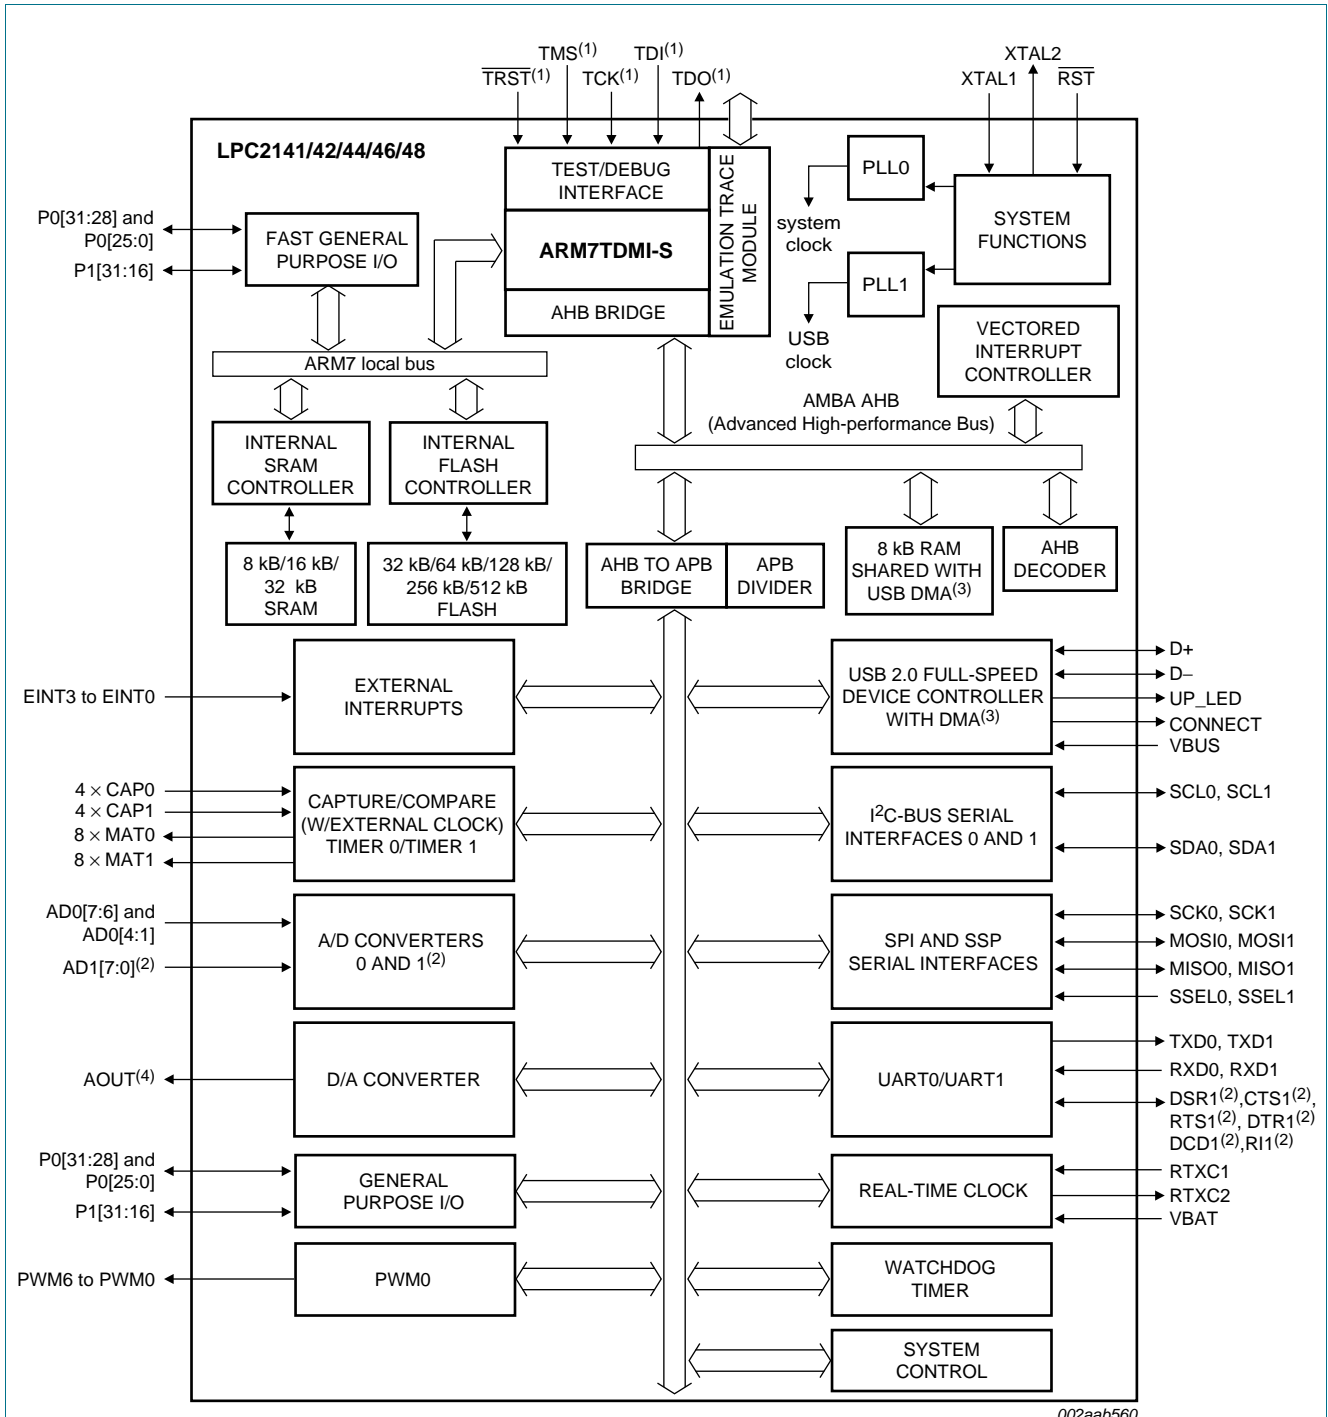 TMS(1)
TDI(1)
XTAL2
TRST(1)
TCK(1)
TDO(1)
XTAL1
RST
LPC2141/42/44/46/48
TEST/DEBUG
INTERFACE
ARM7TDMI-S
AHB BRIDGE
EMULATION TRACE
MODULE
PLL0
system
clock
PLL1
USB
clock
SYSTEM
FUNCTIONS
P0[31:28] and
P0[25:0]
P1[31:16]
FAST GENERAL
PURPOSE I/O
ARM7 local bus
VECTORED
INTERRUPT
CONTROLLER
AMBA AHB
(Advanced High-performance Bus)
INTERNAL
SRAM
CONTROLLER
INTERNAL
FLASH
CONTROLLER
8 kB/16 kB/
32 kB
SRAM
32 kB/64 kB/128 kB/
256 kB/512 kB
FLASH
AHB TO APB
BRIDGE
APB
DIVIDER
8 kB RAM
SHARED WITH
USB DMA(3)
AHB
DECODER
EINT3 to EINT0
EXTERNAL
INTERRUPTS
USB 2.0 FULL-SPEED
DEVICE CONTROLLER
WITH DMA(3)
D+
D−
UP_LED
CONNECT
VBUS
4 × CAP0
4 × CAP1
8 × MAT0
8 × MAT1
CAPTURE/COMPARE
(W/EXTERNAL CLOCK)
TIMER 0/TIMER 1
I2C-BUS SERIAL
INTERFACES 0 AND 1
SCL0, SCL1
SDA0, SDA1
AD0[7:6] and
AD0[4:1]
AD1[7:0](2)
A/D CONVERTERS
0 AND 1(2)
SPI AND SSP
SERIAL INTERFACES
SCK0, SCK1
MOSI0, MOSI1
MISO0, MISO1
SSEL0, SSEL1
AOUT(4)
D/A CONVERTER
UART0/UART1
TXD0, TXD1
RXD0, RXD1
DSR1(2),CTS1(2),
RTS1(2), DTR1(2)
DCD1(2),RI1(2)
P0[31:28] and
P0[25:0]
P1[31:16]
GENERAL
PURPOSE I/O
REAL-TIME CLOCK
RTXC1
RTXC2
VBAT
PWM6 to PWM0
PWM0
WATCHDOG
TIMER
SYSTEM
CONTROL
002aab560